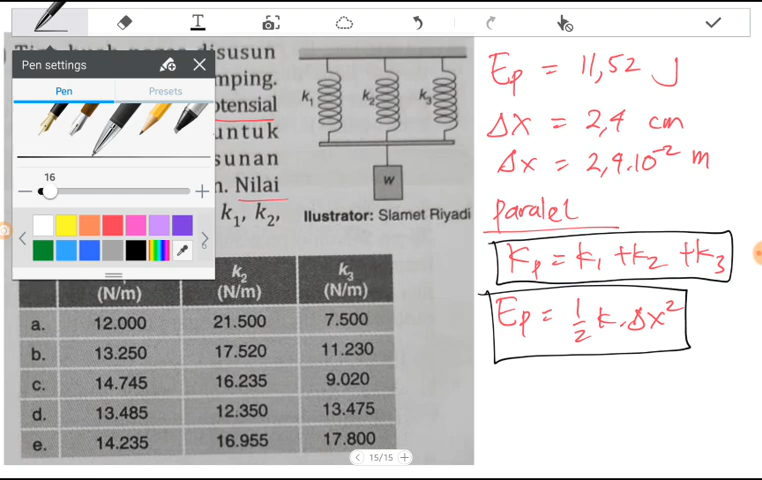 T
Pen settings
Pen
Presets
16
disusun
mping.
otensial
untuk
sunan
n. Nilai
k₁, k₂,
k₁
k₂
k₃
W
Ilustrator: Slamet Riyadi
k₂
k₃
(N/m)
(N/m)
(N/m)
a. 12.000 21.500 7.500
b. 13.250 17.520 11.230
c. 14.745 16.235 9.020
d. 13.485 12.350 13.475
e. 14.235 16.955 17.800
15/15
Ep = 11,52 J
Δx = 2,4 cm
Δx = 2,4.10⁻² m
paralel
Kp = k₁ + k₂ + k₃
Ep = 1/2 k.Δx²